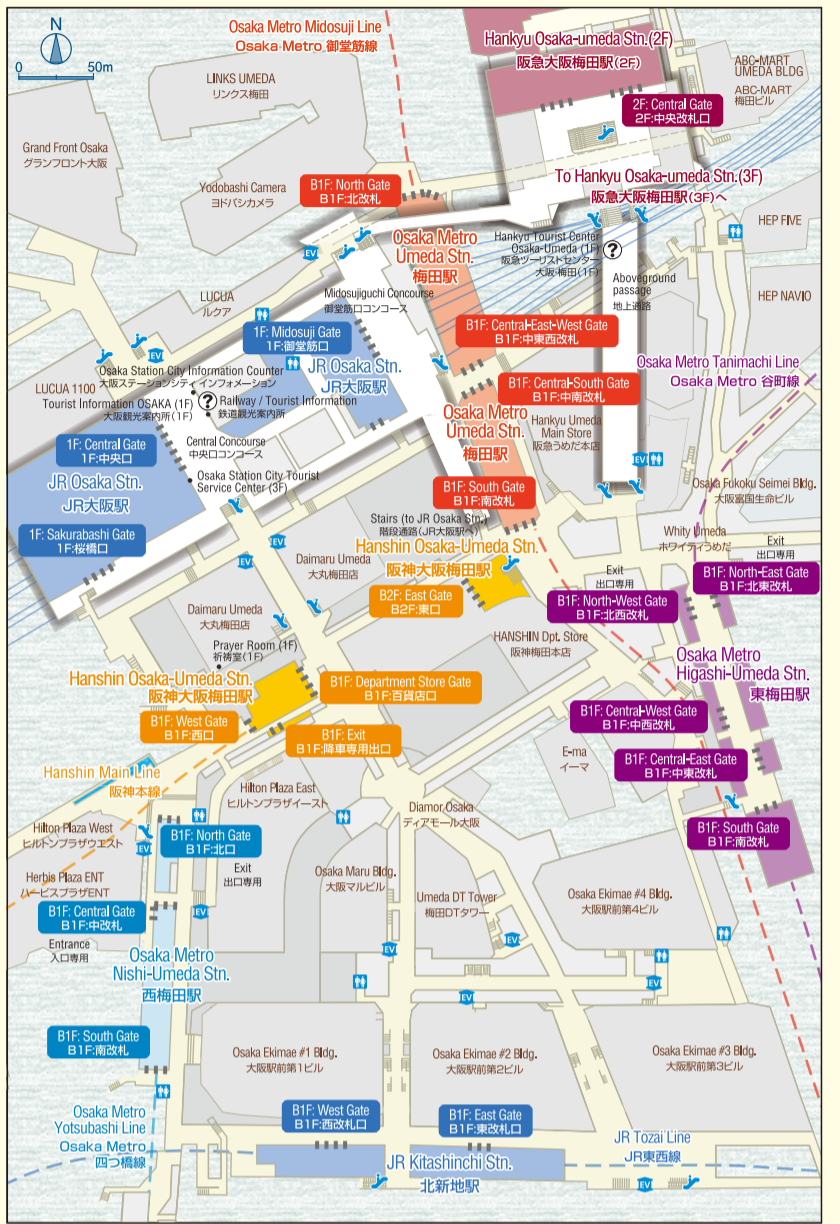 N
0 50m
Osaka Metro Midosuji Line
Osaka Metro 御堂筋線
Hankyu Osaka-umeda Stn.(2F)
阪急大阪梅田駅(2F)
ABC-MART
UMEDA BLDG
ABC-MART
梅田ビル
LINKS UMEDA
リンクス梅田
2F: Central Gate
2F:中央改札口
Grand Front Osaka
グランフロント大阪
Yodobashi Camera
ヨドバシカメラ
B1F: North Gate
B1F:北改札
To Hankyu Osaka-umeda Stn.(3F)
阪急大阪梅田駅(3F)へ
HEP FIVE
Osaka Metro
Umeda Stn.
梅田駅
Hankyu Tourist Center
Osaka-Umeda (1F)
阪急ツーリストセンター
大阪・梅田(1F)
?
EV
Aboveground
passage
地上通路
HEP NAVIO
LUCUA
ルクア
Midosujiguchi Concourse
御堂筋口コンコース
1F: Midosuji Gate
1F:御堂筋口
B1F: Central-East-West Gate
B1F:中東西改札
JR Osaka Stn.
JR大阪駅
Osaka Metro Tanimachi Line
Osaka Metro 谷町線
EV
Osaka Station City Information Counter
大阪ステーションシティ インフォメーション
LUCUA 1100
Tourist Information OSAKA (1F)
大阪観光案内所(1F)
?
Railway / Tourist Information
鉄道観光案内所
B1F: Central-South Gate
B1F:中南改札
Osaka Metro
Umeda Stn.
梅田駅
Hankyu Umeda
Main Store
阪急うめだ本店
1F: Central Gate
1F:中央口
Central Concourse
中央口コンコース
JR Osaka Stn.
JR大阪駅
Osaka Station City Tourist
Service Center (3F)
EV
B1F: South Gate
B1F:南改札
Osaka Fukoku Seimei Bldg.
大阪富国生命ビル
1F: Sakurabashi Gate
1F:桜橋口
Stairs (to JR Osaka Stn.)
階段通路(JR大阪駅へ)
Whity Umeda
ホワイティうめだ
Exit
出口専用
EV
EV
Daimaru Umeda
大丸梅田店
Hanshin Osaka-Umeda Stn.
阪神大阪梅田駅
Exit
出口専用
B1F: North-East Gate
B1F:北東改札
B2F: East Gate
B2F:東口
B1F: North-West Gate
B1F:北西改札
Daimaru Umeda
大丸梅田店
HANSHIN Dpt. Store
阪神梅田本店
Prayer Room (1F)
祈祷室(1F)
Osaka Metro
Higashi-Umeda Stn.
東梅田駅
Hanshin Osaka-Umeda Stn.
阪神大阪梅田駅
B1F: Department Store Gate
B1F:百貨店口
B1F: Central-West Gate
B1F:中西改札
B1F: West Gate
B1F:西口
B1F: Exit
B1F:降車専用出口
E-ma
イーマ
B1F: Central-East Gate
B1F:中東改札
Hanshin Main Line
阪神本線
Hilton Plaza East
ヒルトンプラザイースト
Diamor Osaka
ディアモール大阪
Hilton Plaza West
ヒルトンプラザウエスト
EV
B1F: North Gate
B1F:北口
B1F: South Gate
B1F:南改札
Exit
出口専用
Herbis Plaza ENT
ハービスプラザENT
Osaka Maru Bldg.
大阪マルビル
Umeda DT Tower
梅田DTタワー
Osaka Ekimae #4 Bldg.
大阪駅前第4ビル
B1F: Central Gate
B1F:中改札
EV
Entrance
入口専用
EV
EV
Osaka Metro
Nishi-Umeda Stn.
西梅田駅
EV
EV
B1F: South Gate
B1F:南改札
Osaka Ekimae #1 Bldg.
大阪駅前第1ビル
Osaka Ekimae #2 Bldg.
大阪駅前第2ビル
Osaka Ekimae #3 Bldg.
大阪駅前第3ビル
Osaka Metro
Yotsubashi Line
Osaka Metro
四つ橋線
B1F: West Gate
B1F:西改札口
B1F: East Gate
B1F:東改札口
JR Tozai Line
JR東西線
JR Kitashinchi Stn.
北新地駅
EV